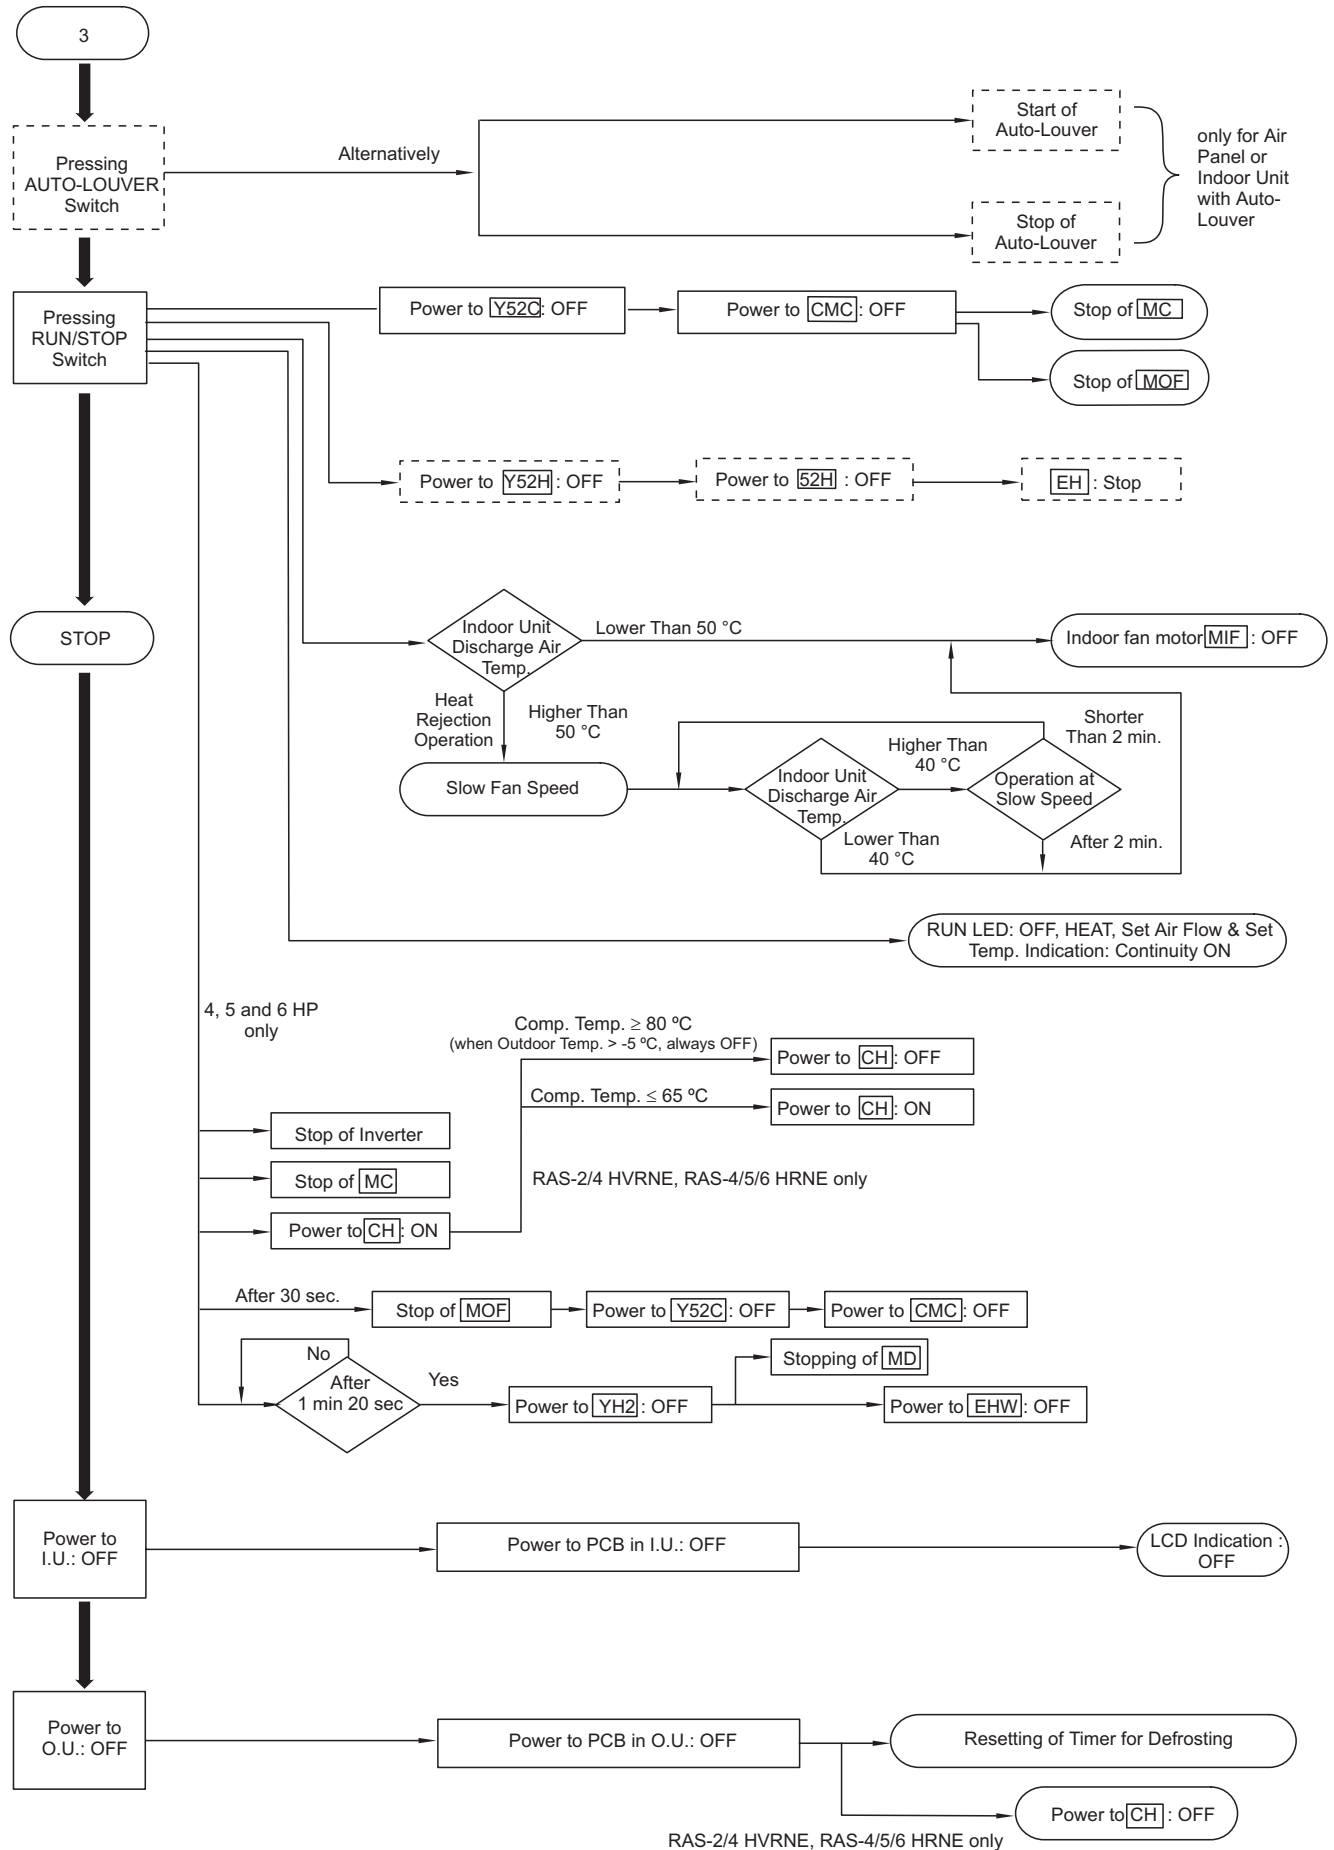 3
Pressing
AUTO-LOUVER
Switch
Alternatively
Start of
Auto-Louver
Stop of
Auto-Louver
only for Air
Panel or
Indoor Unit
with Auto-
Louver
Pressing
RUN/STOP
Switch
Power to Y52C: OFF
Power to CMC: OFF
Stop of MC
Stop of MOF
Power to Y52H : OFF
Power to 52H : OFF
EH : Stop
STOP
Indoor Unit
Discharge Air
Temp.
Lower Than 50 °C
Indoor fan motor MIF : OFF
Heat
Rejection
Operation
Higher Than
50 °C
Slow Fan Speed
Indoor Unit
Discharge Air
Temp.
Higher Than
40 °C
Operation at
Slow Speed
Shorter
Than 2 min.
Lower Than
40 °C
After 2 min.
RUN LED: OFF, HEAT, Set Air Flow & Set
Temp. Indication: Continuity ON
4, 5 and 6 HP
only
Comp. Temp. ≥ 80 ºC
(when Outdoor Temp. > -5 ºC, always OFF)
Power to CH: OFF
Comp. Temp. ≤ 65 ºC
Power to CH: ON
Stop of Inverter
Stop of MC
RAS-2/4 HVRNE, RAS-4/5/6 HRNE only
Power to CH: ON
After 30 sec.
Stop of MOF
Power to Y52C: OFF
Power to CMC: OFF
No
After
1 min 20 sec
Yes
Power to YH2: OFF
Stopping of MD
Power to EHW: OFF
Power to
I.U.: OFF
Power to PCB in I.U.: OFF
LCD Indication :
OFF
Power to
O.U.: OFF
Power to PCB in O.U.: OFF
Resetting of Timer for Defrosting
Power to CH : OFF
RAS-2/4 HVRNE, RAS-4/5/6 HRNE only